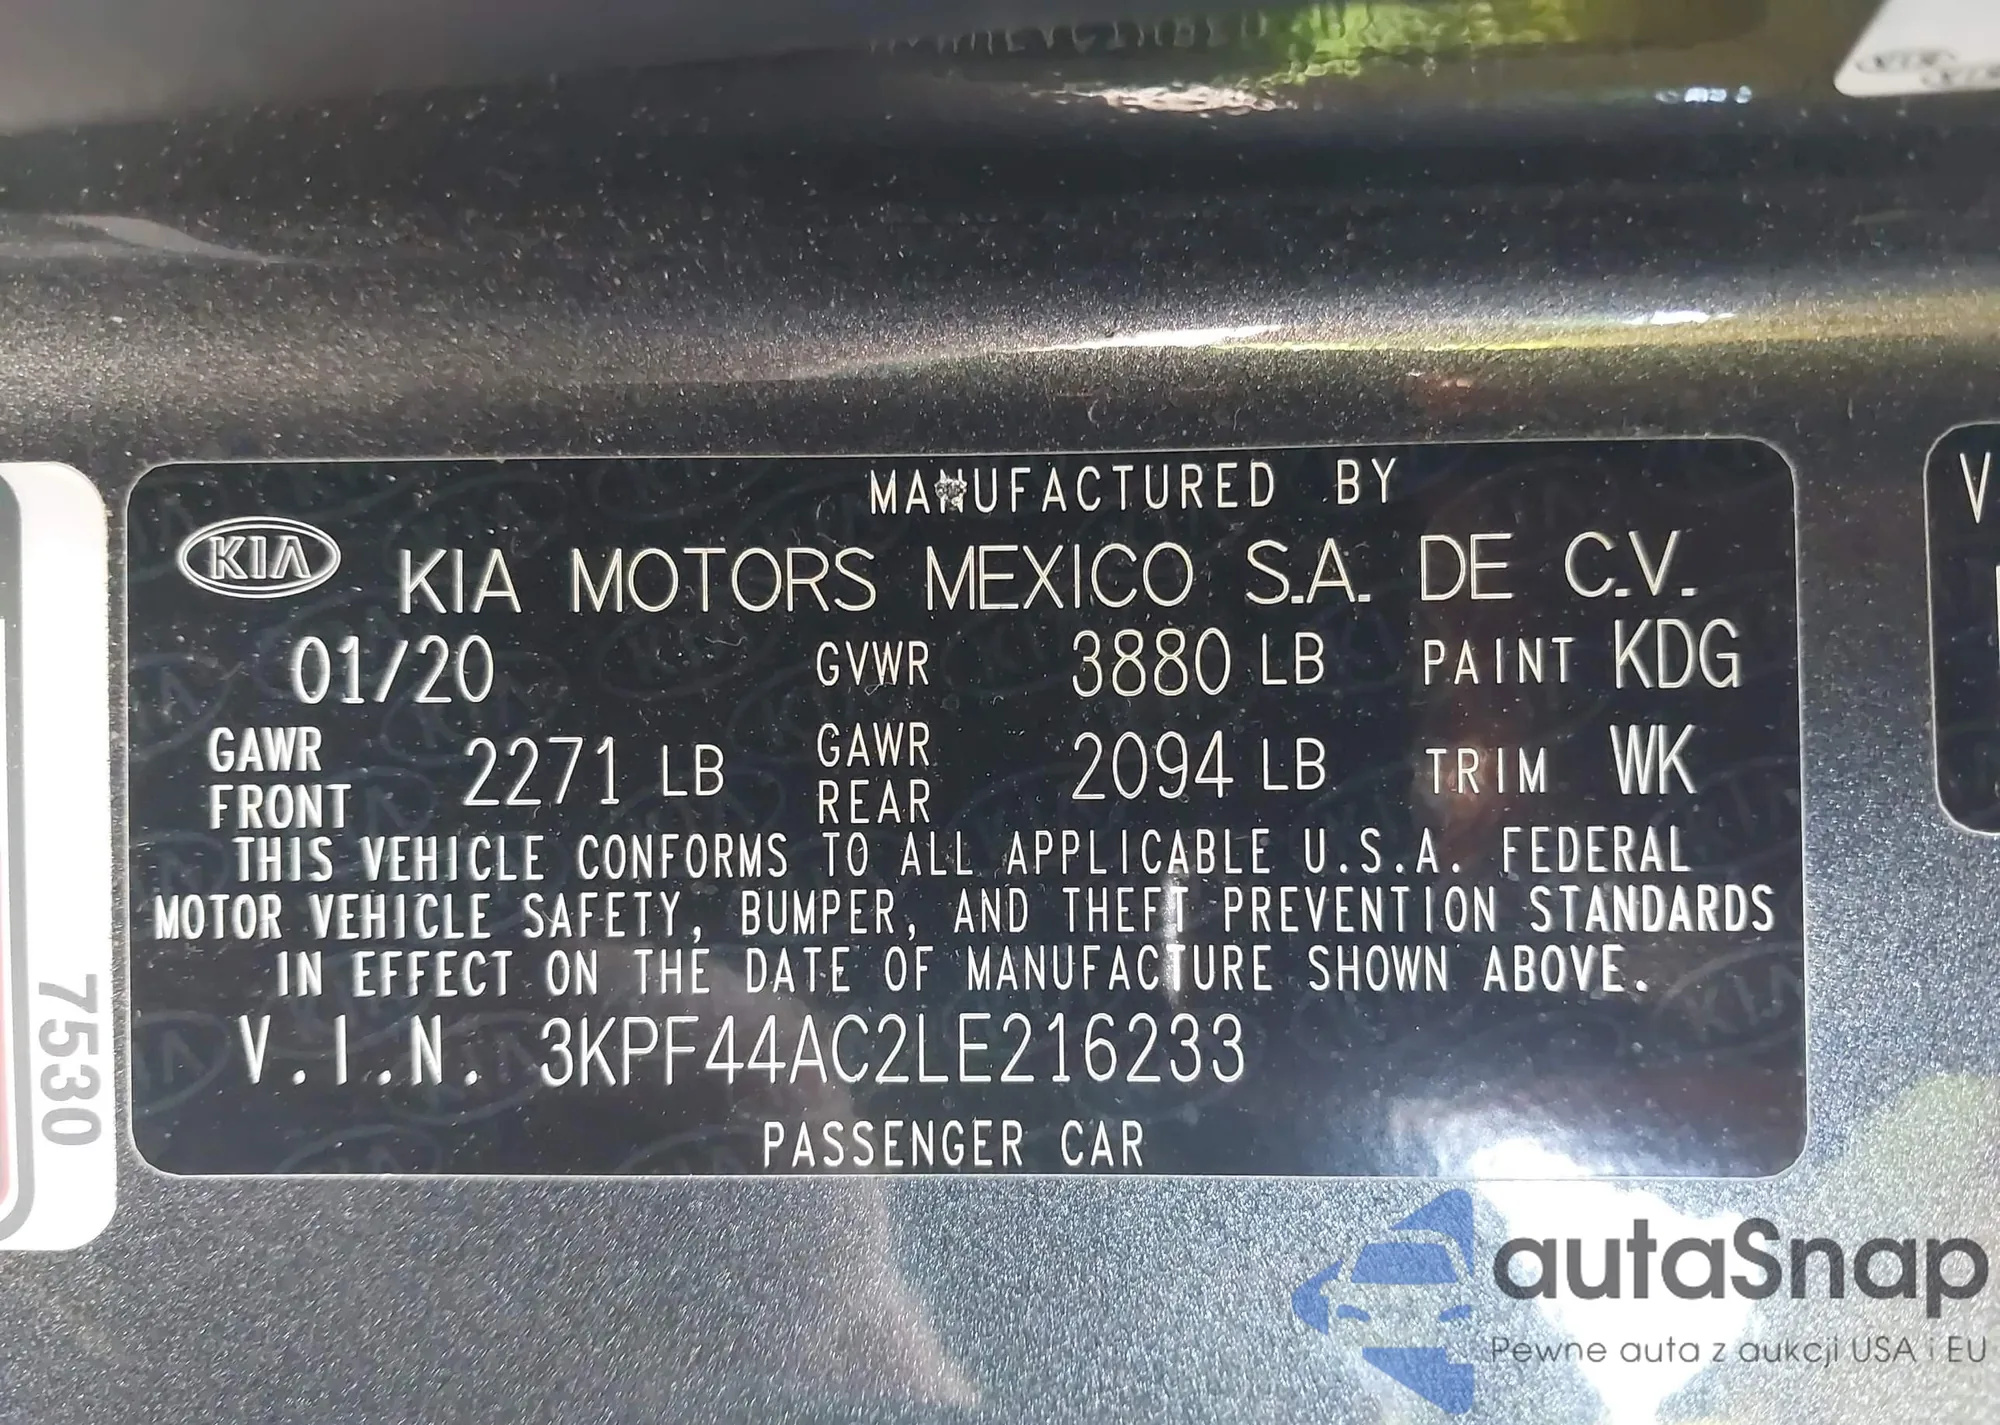 MANUFACTURED BY
KIA
KIA MOTORS MEXICO S.A. DE C.V.
01/20 GVWR 3880 LB PAINT KDG
GAWR FRONT 2271 LB GAWR REAR 2094 LB TRIM WK
THIS VEHICLE CONFORMS TO ALL APPLICABLE U.S.A. FEDERAL
MOTOR VEHICLE SAFETY, BUMPER, AND THEFT PREVENTION STANDARDS
IN EFFECT ON THE DATE OF MANUFACTURE SHOWN ABOVE.
V.I.N. 3KPF44AC2LE216233
PASSENGER CAR
7530
V
autaSnap
Pewne auta z aukcji USA i EU